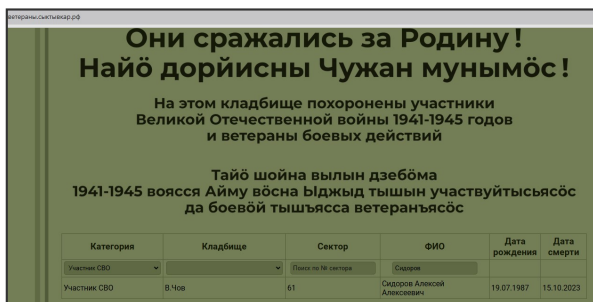 ветераны.сыктывкар.рф
Они сражались за Родину!
Найӧ дорйисны Чужан мунымӧс!
На этом кладбище похоронены участники
Великой Отечественной войны 1941-1945 годов
и ветераны боевых действий
Тайӧ шойна вылын дзебӧма
1941-1945 воясся Айму вӧсна Ыджыд тышын участвуйтысьясӧс
да боевӧй тышъясса ветеранъясӧс
Категория Кладбище Сектор ФИО Дата рождения Дата смерти
Участник СВО Поиск по № сектора Сидоров
Участник СВО В.Чов 61 Сидоров Алексей Алексеевич 19.07.1987 15.10.2023